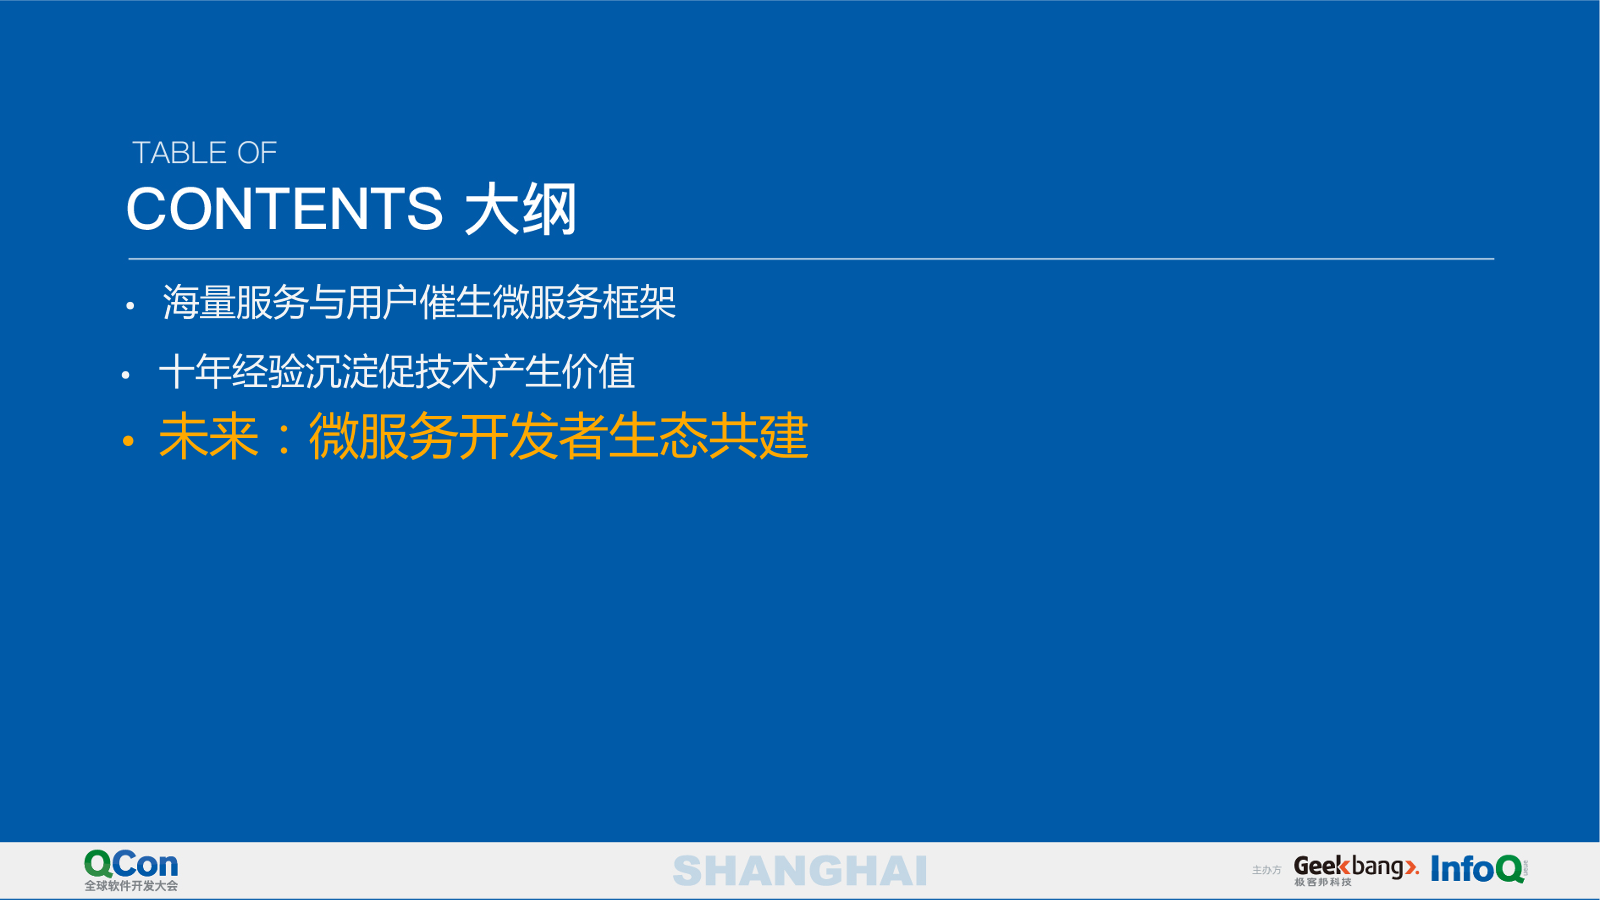 TABLE OF
CONTENTS 大纲
• 海量服务与用户催生微服务框架
• 十年经验沉淀促技术产生价值
• 未来：微服务开发者生态共建
QCon
全球软件开发大会
SHANGHAI
主办方
Geekbang>.
极客邦科技
InfoQ